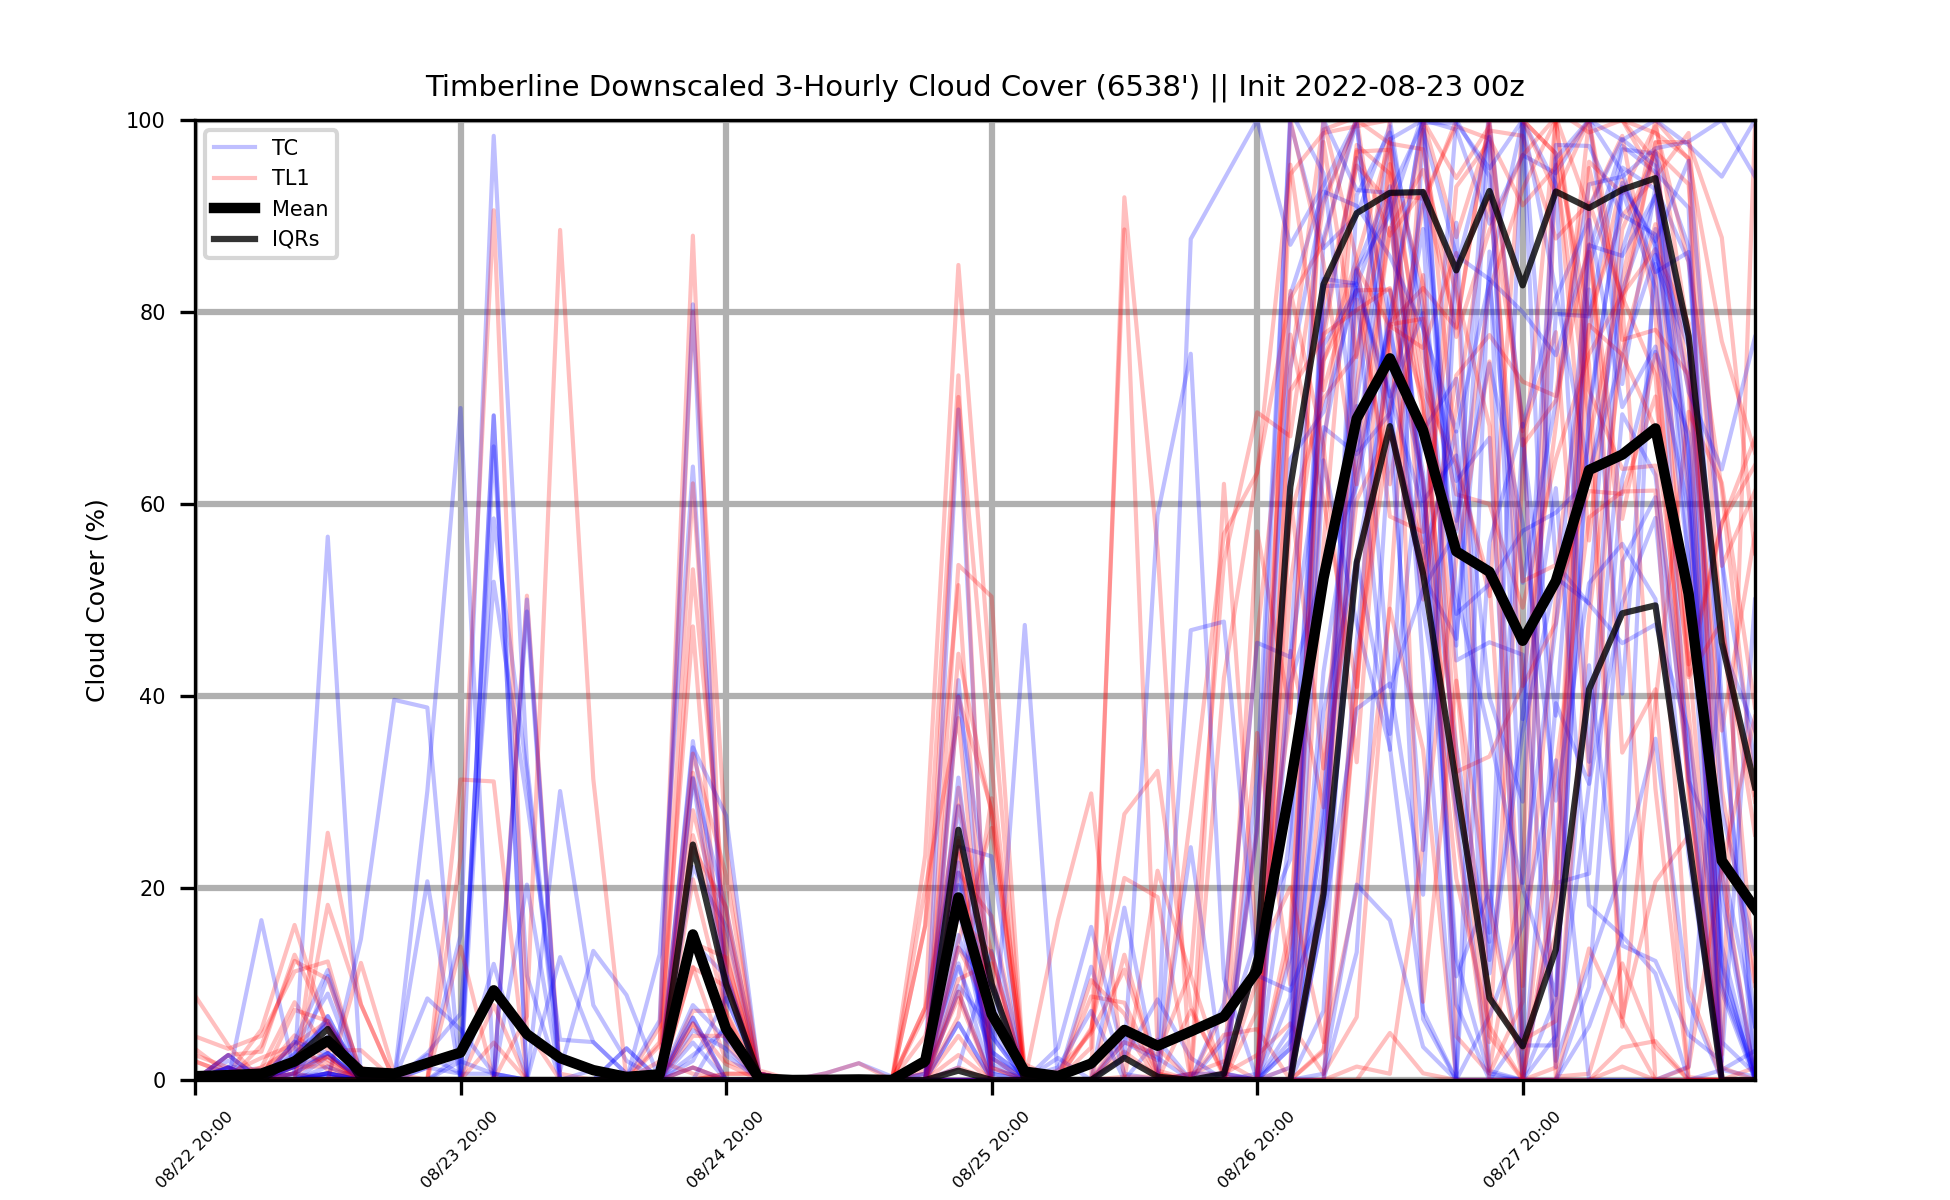 Timberline Downscaled 3-Hourly Cloud Cover (6538') || Init 2022-08-23 00z
TC
TL1
Mean
IQRs
Cloud Cover (%)
100
80
60
40
20
0
08/22 20:00
08/23 20:00
08/24 20:00
08/25 20:00
08/26 20:00
08/27 20:00